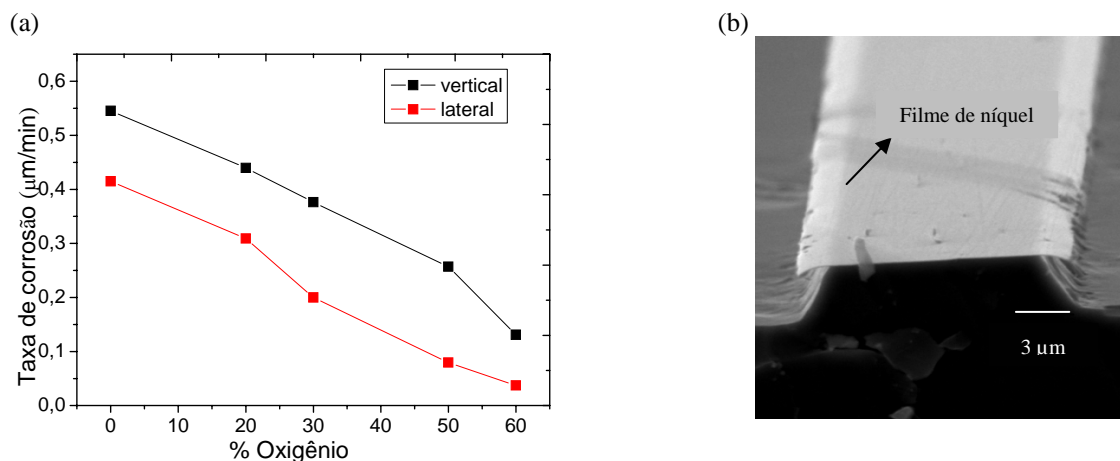 (a)
(b)
0,6
0,5
0,4
0,3
0,2
0,1
0,0
Taxa de corrosão (µm/min)
vertical
lateral
0 10 20 30 40 50 60
% Oxigênio
Filme de níquel
3 µm